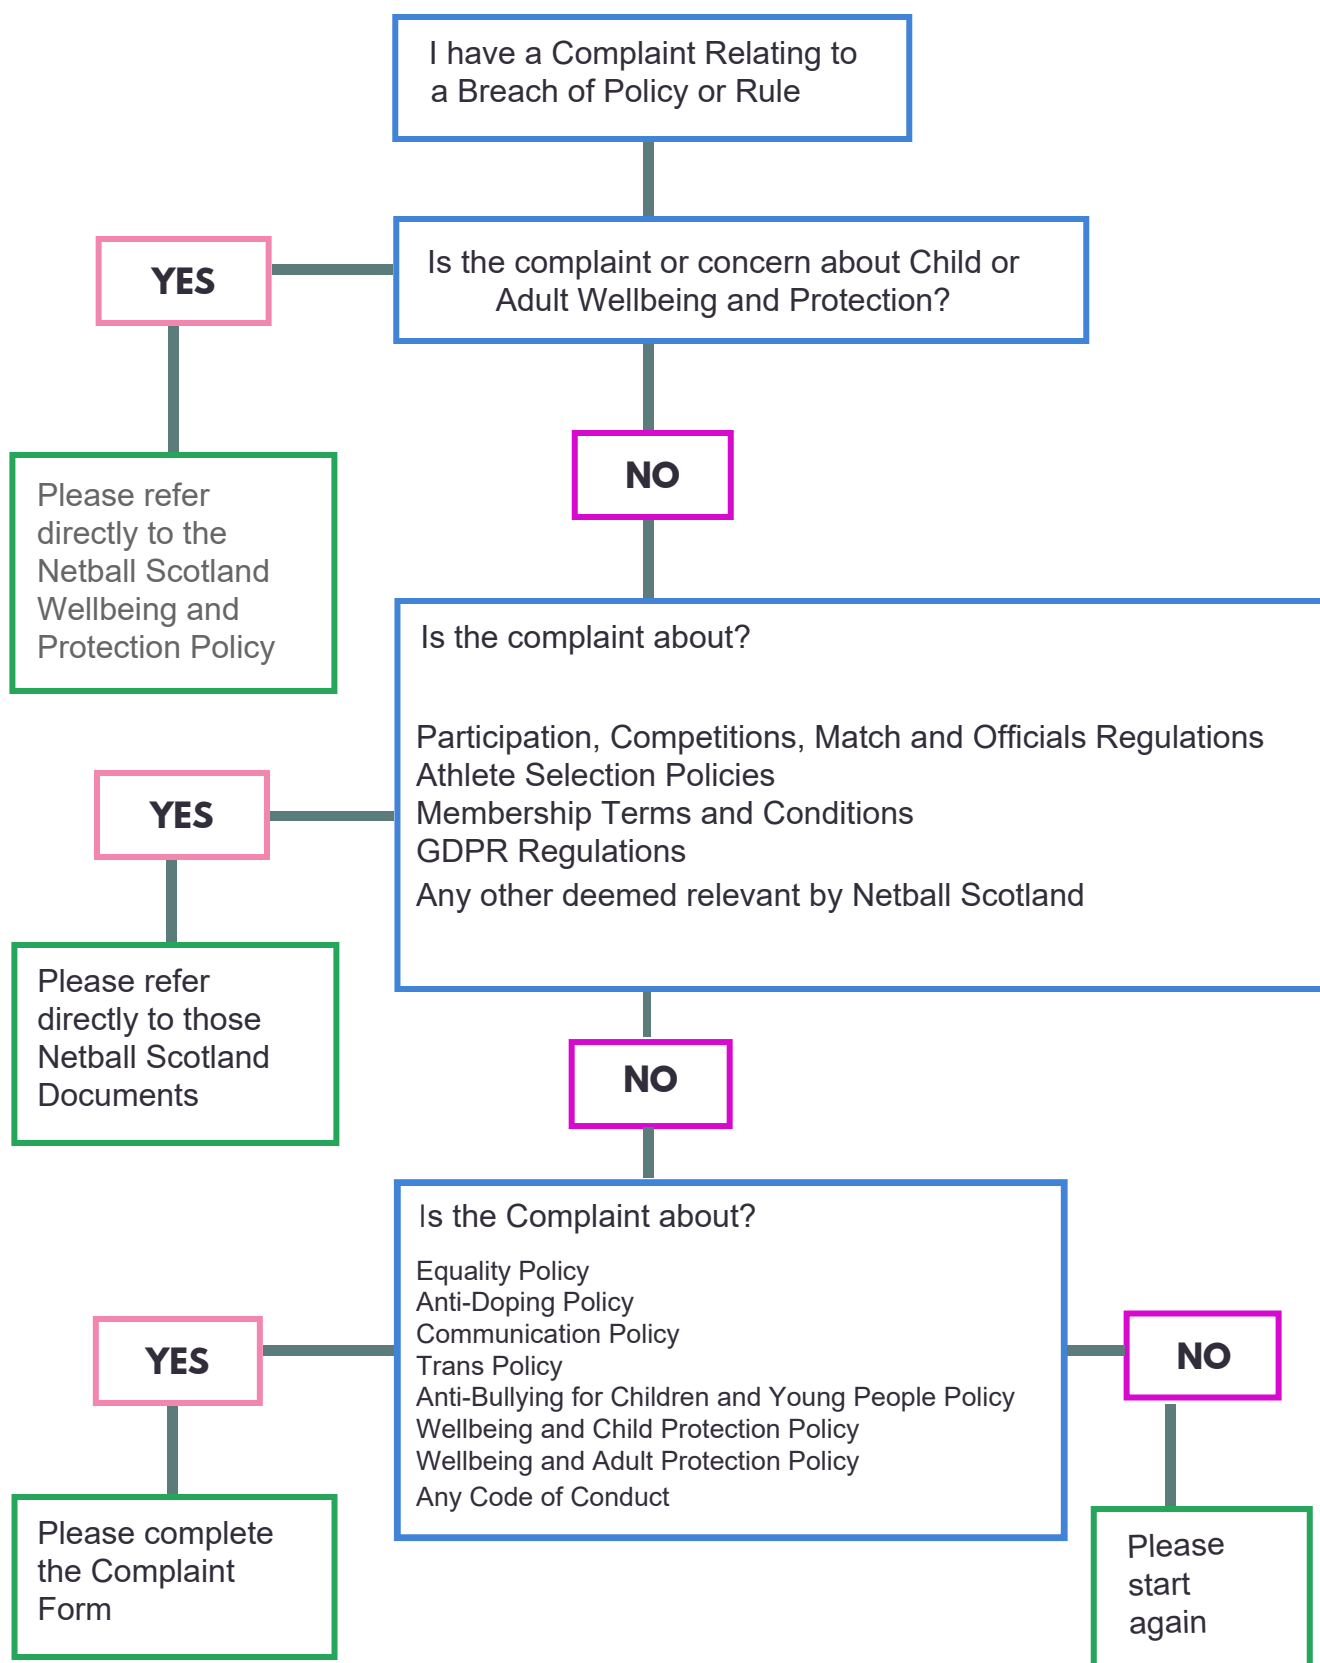 I have a Complaint Relating to
a Breach of Policy or Rule
Is the complaint or concern about Child or
Adult Wellbeing and Protection?
YES
NO
Please refer
directly to the
Netball Scotland
Wellbeing and
Protection Policy
Is the complaint about?
Participation, Competitions, Match and Officials Regulations
Athlete Selection Policies
Membership Terms and Conditions
GDPR Regulations
Any other deemed relevant by Netball Scotland
YES
Please refer
directly to those
Netball Scotland
Documents
NO
Is the Complaint about?
Equality Policy
Anti-Doping Policy
Communication Policy
Trans Policy
Anti-Bullying for Children and Young People Policy
Wellbeing and Child Protection Policy
Wellbeing and Adult Protection Policy
Any Code of Conduct
YES
NO
Please complete
the Complaint
Form
Please
start
again